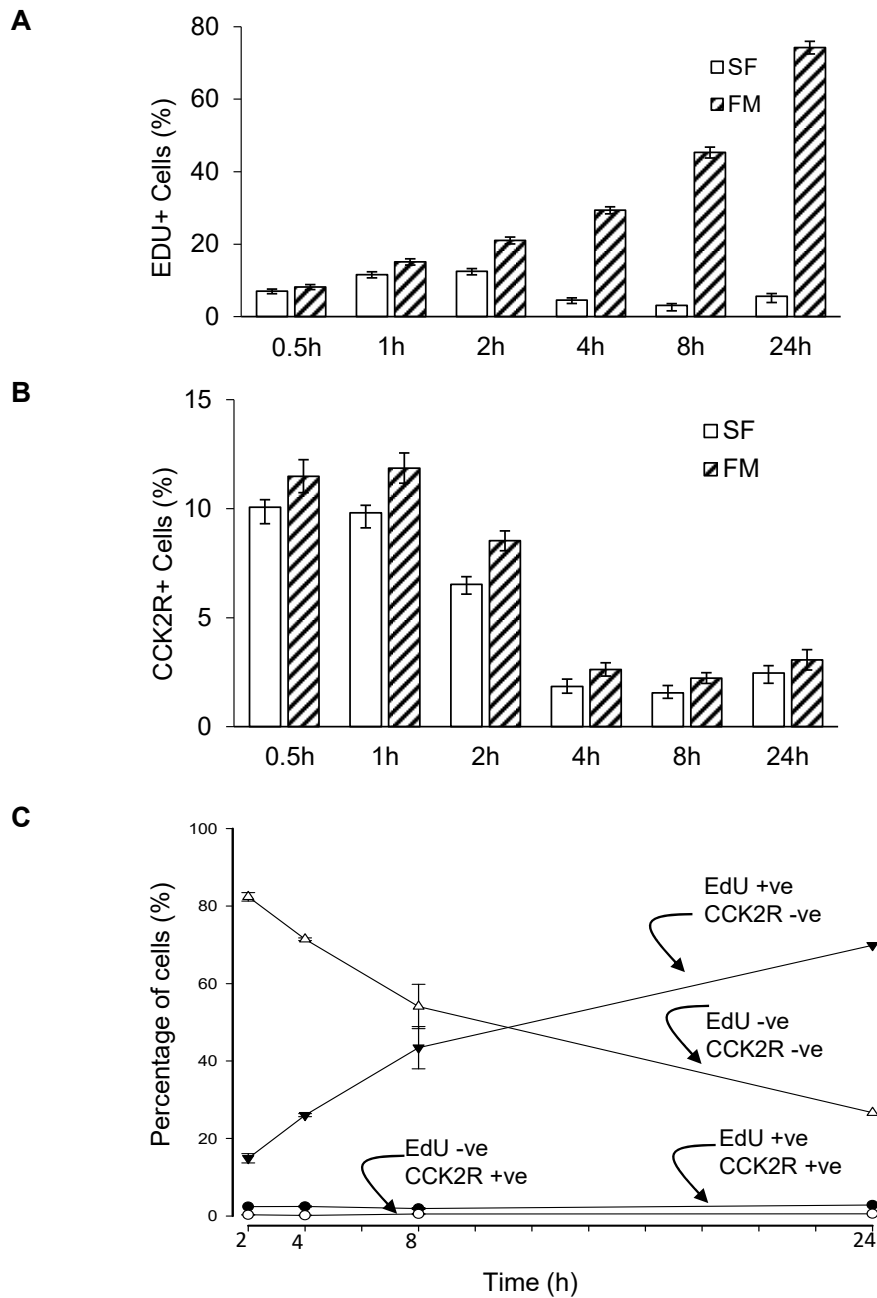 A
EDU+ Cells (%)
80
60
40
20
0
SF
FM
0.5h 1h 2h 4h 8h 24h
B
CCK2R+ Cells (%)
15
10
5
0
SF
FM
0.5h 1h 2h 4h 8h 24h
C
Percentage of cells (%)
100
80
60
40
20
0
EdU +ve
CCK2R -ve
EdU -ve
CCK2R -ve
EdU -ve
CCK2R +ve
EdU +ve
CCK2R +ve
2 4 8 24
Time (h)